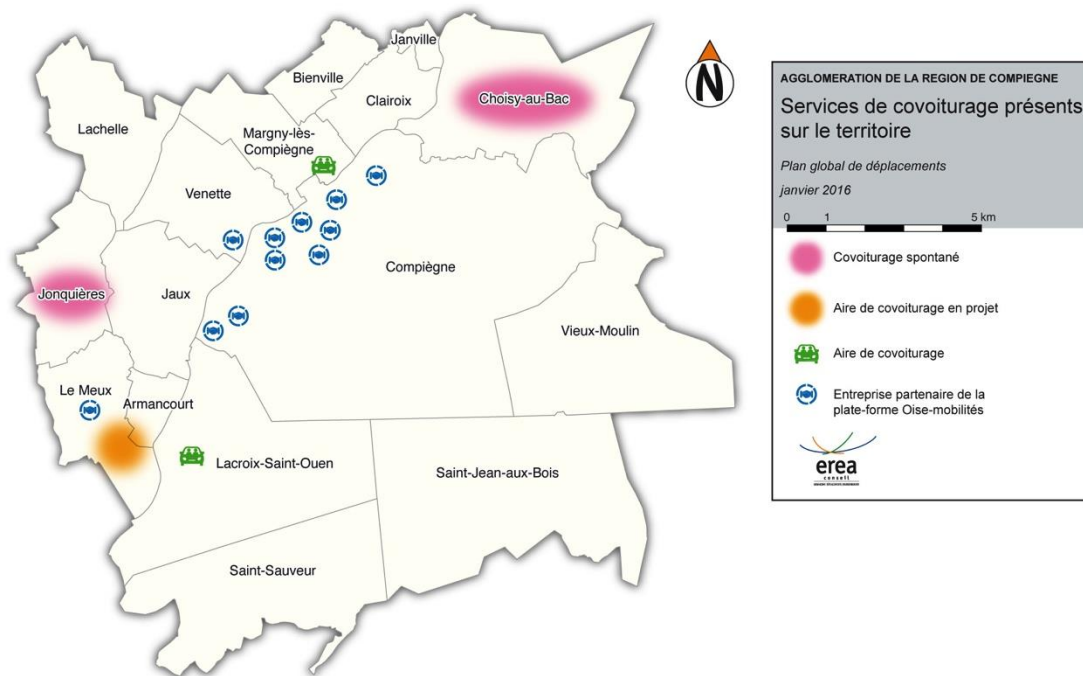 Janville
Bienville
Clairoix
Choisy-au-Bac
Lachelle
Margny-lès-
Compiègne
Venette
Compiègne
Jonquières
Jaux
Vieux-Moulin
Le Meux
Armancourt
Lacroix-Saint-Ouen
Saint-Jean-aux-Bois
Saint-Sauveur
N
AGGLOMERATION DE LA REGION DE COMPIEGNE
Services de covoiturage présents
sur le territoire
Plan global de déplacements
janvier 2016
0 1 5 km
Covoiturage spontané
Aire de covoiturage en projet
Aire de covoiturage
Entreprise partenaire de la
plate-forme Oise-mobilités
erea
conseil